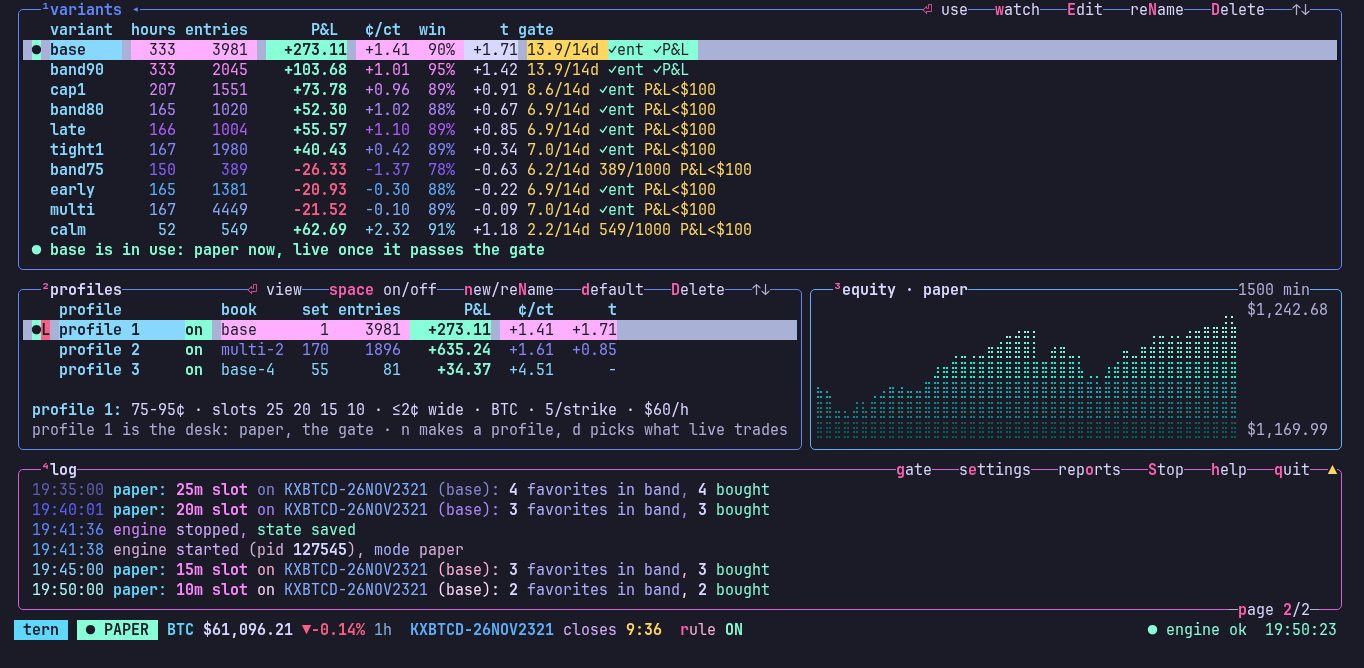 ¹variants ◂ ⏎ use watch Edit reName Delete ↑↓
variant hours entries P&L ¢/ct win t gate
● base 333 3981 +273.11 +1.41 90% +1.71 13.9/14d ✓ent ✓P&L
band90 333 2045 +103.68 +1.01 95% +1.42 13.9/14d ✓ent ✓P&L
cap1 207 1551 +73.78 +0.96 89% +0.91 8.6/14d ✓ent P&L<$100
band80 165 1020 +52.30 +1.02 88% +0.67 6.9/14d ✓ent P&L<$100
late 166 1004 +55.57 +1.10 89% +0.85 6.9/14d ✓ent P&L<$100
tight1 167 1980 +40.43 +0.42 89% +0.34 7.0/14d ✓ent P&L<$100
band75 150 389 -26.33 -1.37 78% -0.63 6.2/14d 389/1000 P&L<$100
early 165 1381 -20.93 -0.30 88% -0.22 6.9/14d ✓ent P&L<$100
multi 167 4449 -21.52 -0.10 89% -0.09 7.0/14d ✓ent P&L<$100
calm 52 549 +62.69 +2.32 91% +1.18 2.2/14d 549/1000 P&L<$100
● base is in use: paper now, live once it passes the gate
²profiles ⏎ view space on/off new/reName default Delete ↑↓
profile book set entries P&L ¢/ct t
●L profile 1 on base 1 3981 +273.11 +1.41 +1.71
profile 2 on multi-2 170 1896 +635.24 +1.61 +0.85
profile 3 on base-4 55 81 +34.37 +4.51 -
profile 1: 75-95¢ · slots 25 20 15 10 · ≤2¢ wide · BTC · 5/strike · $60/h
profile 1 is the desk: paper, the gate · n makes a profile, d picks what live trades
³equity · paper 1500 min
$1,242.68
$1,169.99
⁴log gate settings reports Stop help quit ▲
19:35:00 paper: 25m slot on KXBTCD-26NOV2321 (base): 4 favorites in band, 4 bought
19:40:01 paper: 20m slot on KXBTCD-26NOV2321 (base): 3 favorites in band, 3 bought
19:41:36 engine stopped, state saved
19:41:38 engine started (pid 127545), mode paper
19:45:00 paper: 15m slot on KXBTCD-26NOV2321 (base): 3 favorites in band, 3 bought
19:50:00 paper: 10m slot on KXBTCD-26NOV2321 (base): 2 favorites in band, 2 bought
page 2/2
tern ● PAPER BTC $61,096.21 ▼-0.14% 1h KXBTCD-26NOV2321 closes 9:36 rule ON ● engine ok 19:50:23